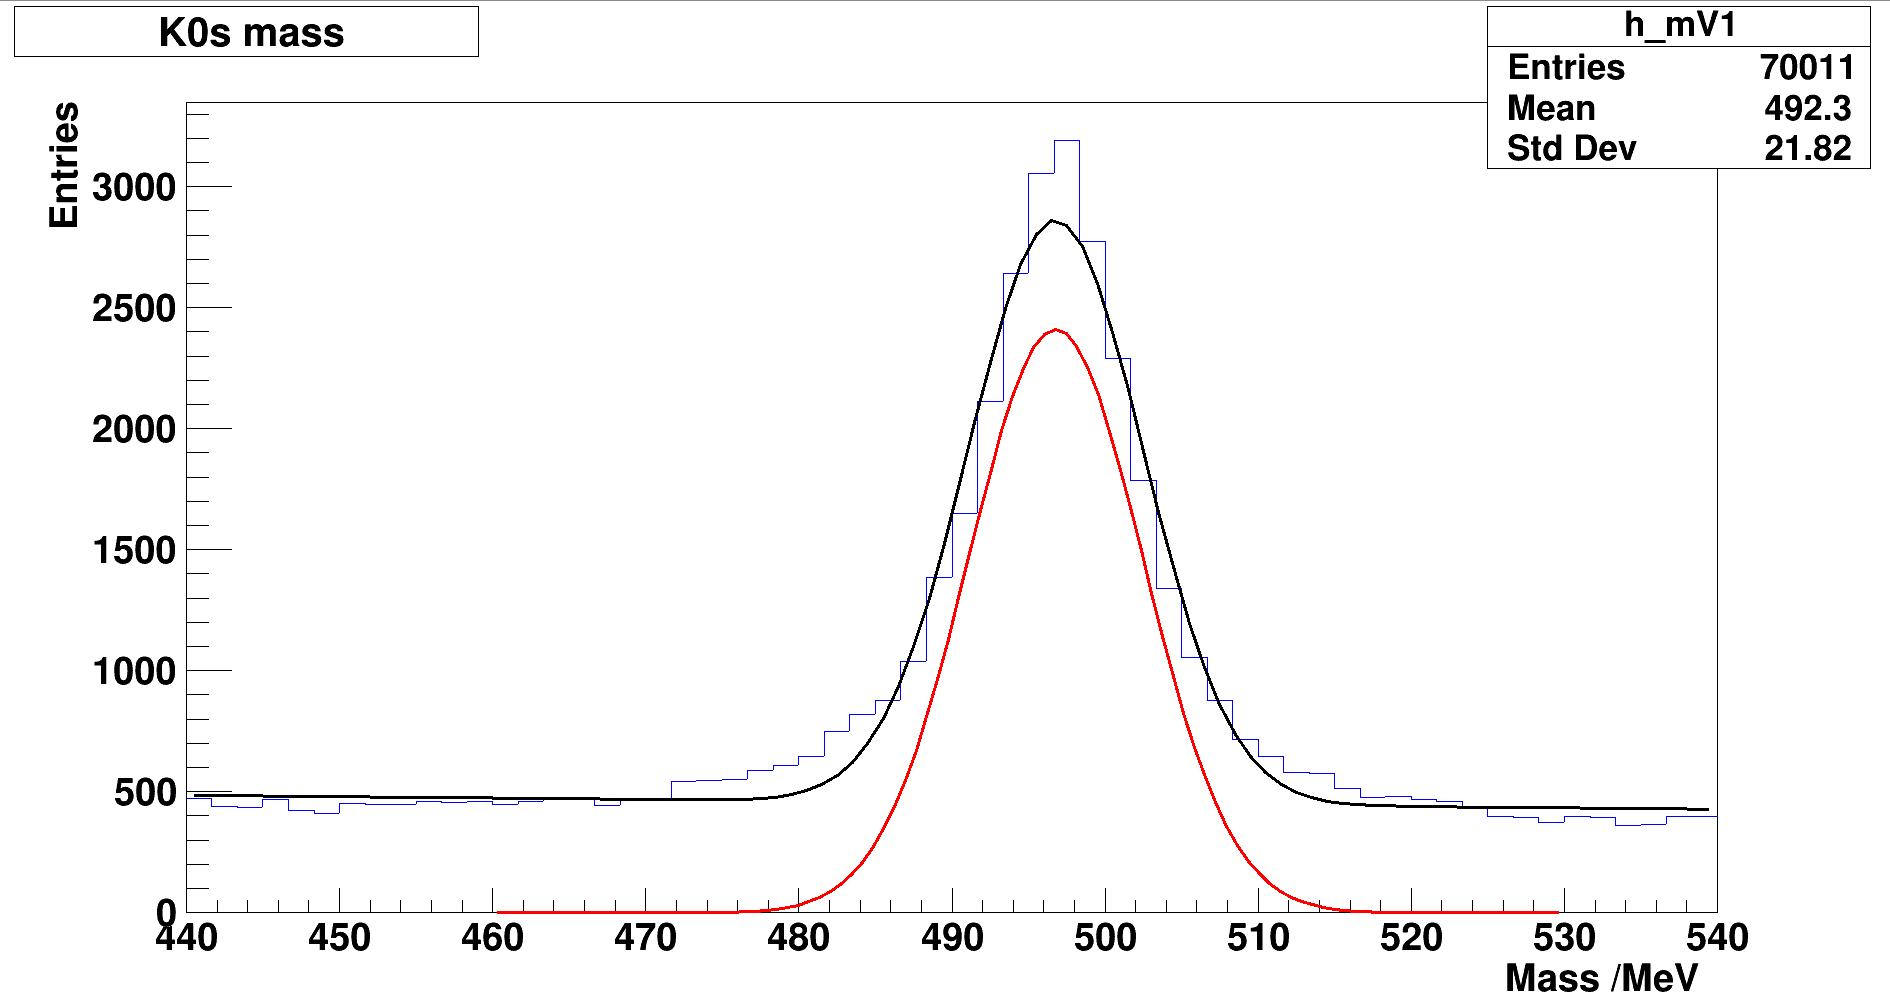 K0s mass
h_mV1
Entries 70011
Mean 492.3
Std Dev 21.82
Entries
3000
2500
2000
1500
1000
500
0
440 450 460 470 480 490 500 510 520 530 540
Mass /MeV